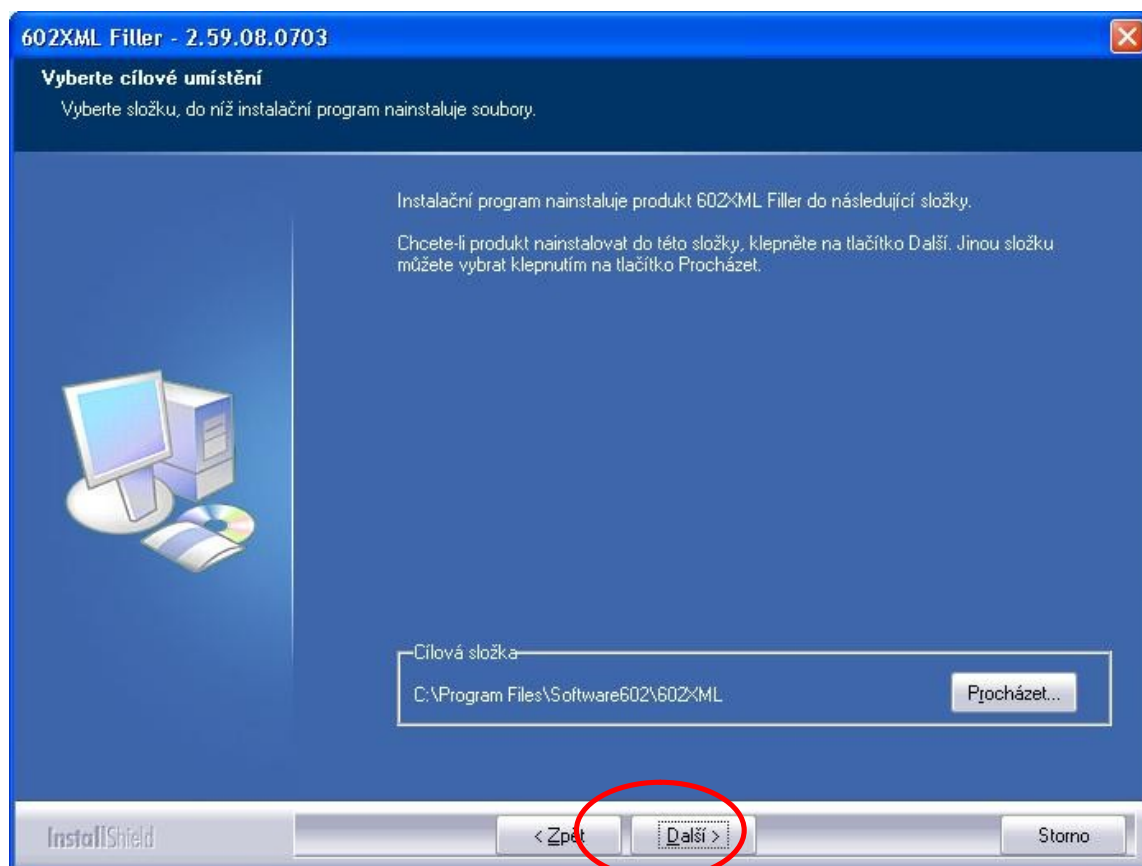 602XML Filler - 2.59.08.0703
Vyberte cílové umístění
Vyberte složku, do níž instalační program nainstaluje soubory.
Instalační program nainstaluje produkt 602XML Filler do následující složky.
Chcete-li produkt nainstalovat do této složky, klepněte na tlačítko Další. Jinou složku
můžete vybrat klepnutím na tlačítko Procházet.
Cílová složka
C:\Program Files\Software602\602XML
Procházet...
InstallShield
< Zpět
Další >
Storno